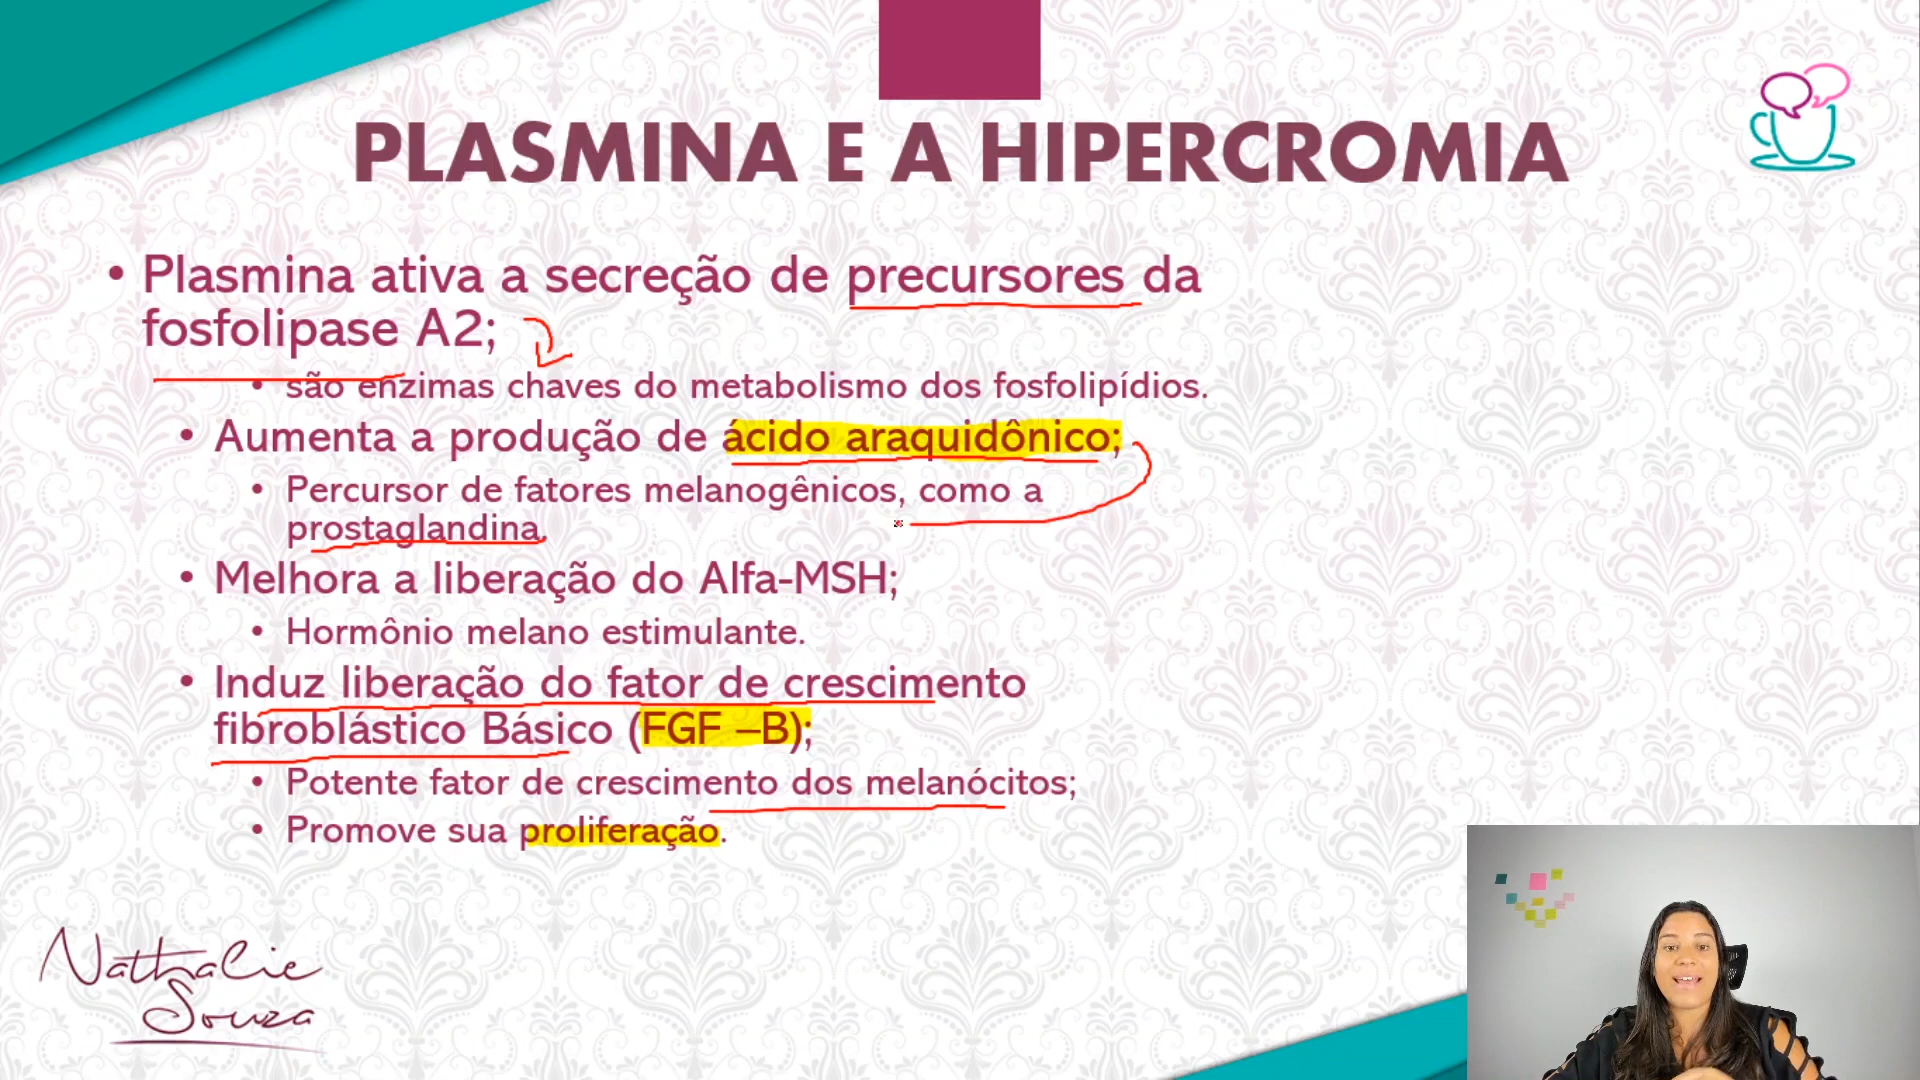 PLASMINA E A HIPERCROMIA
• Plasmina ativa a secreção de precursores da
fosfolipase A2;
• são enzimas chaves do metabolismo dos fosfolipídios.
• Aumenta a produção de ácido araquidônico;
• Percursor de fatores melanogênicos, como a
prostaglandina.
• Melhora a liberação do Alfa-MSH;
• Hormônio melano estimulante.
• Induz liberação do fator de crescimento
fibroblástico Básico (FGF –B);
• Potente fator de crescimento dos melanócitos;
• Promove sua proliferação.
Nathalie
Souza